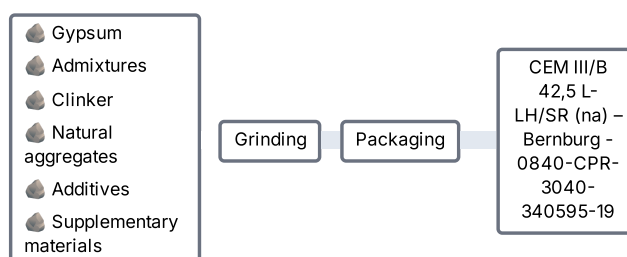 Gypsum
Admixtures
Clinker
Natural
aggregates
Additives
Supplementary
materials
Grinding
Packaging
CEM III/B
42,5 L-
LH/SR (na) –
Bernburg -
0840-CPR-
3040-
340595-19